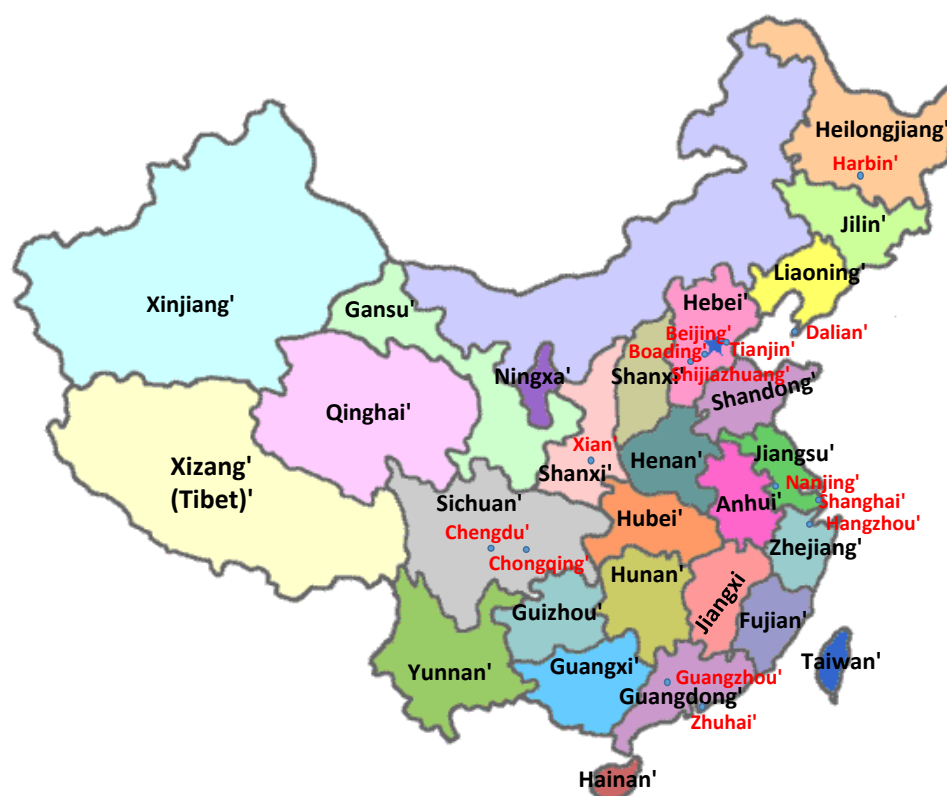 Heilongjiang'
Harbin'
Jilin'
Liaoning'
Xinjiang'
Gansu'
Hebei'
Beijing'
Dalian'
Boading'
Tianjin'
Ningxa'
Shanxi'
Shijiazhuang'
Shandong'
Qinghai'
Xian'
Jiangsu'
Henan'
Xizang'
(Tibet)'
Shanxi'
Nanjing'
Sichuan'
Anhui'
Shanghai'
Hubei'
Hangzhou'
Chengdu'
Zhejiang'
Chongqing'
Hunan'
Jiangxi
Guizhou'
Fujian'
Yunnan'
Guangxi'
Taiwan'
Guangzhou'
Guangdong'
Zhuhai'
Hainan'